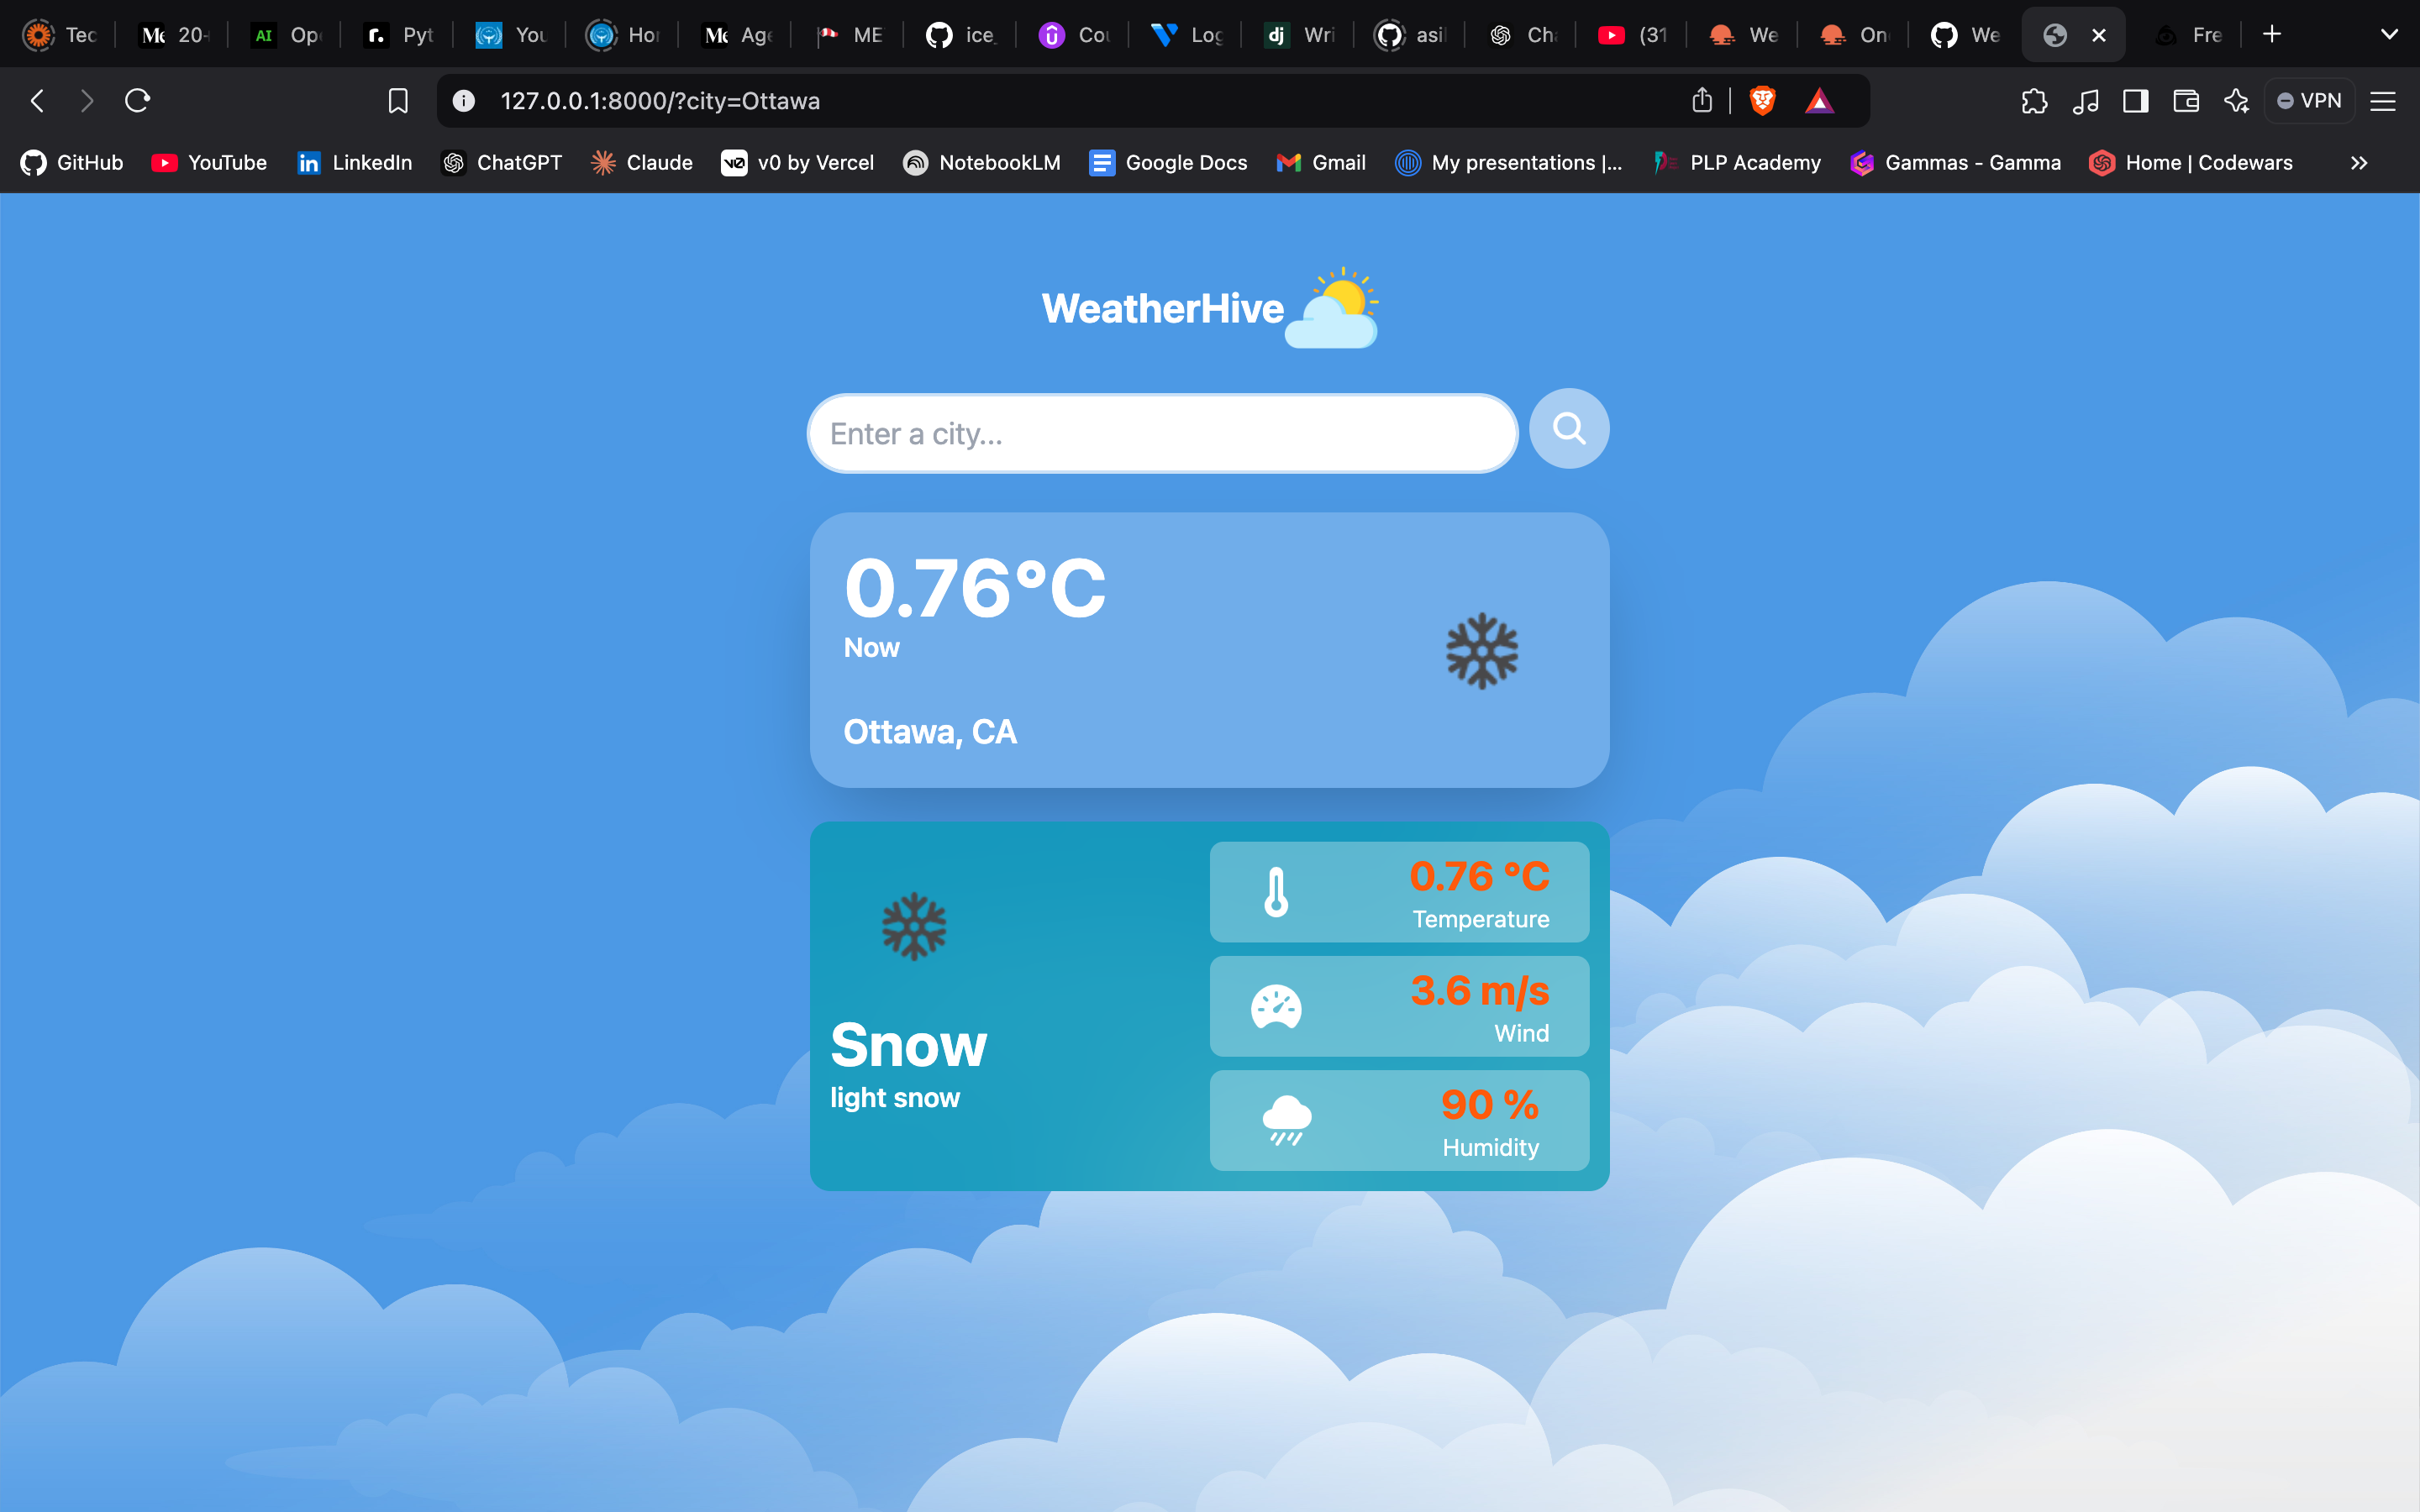 Tec
20-
AI
Op
r.
Pyt
You
Hor
Age
ME
ice_
Cou
Log
dj
Wri
asil
Cha
(31
We
On
We
Fre
127.0.0.1:8000/?city=Ottawa
VPN
GitHub
YouTube
in
LinkedIn
ChatGPT
Claude
v0
v0 by Vercel
NotebookLM
Google Docs
Gmail
My presentations |...
PLP Academy
Gammas - Gamma
Home | Codewars
WeatherHive
Enter a city...
0.76°C
Now
Ottawa, CA
Snow
light snow
0.76 °C
Temperature
3.6 m/s
Wind
90 %
Humidity